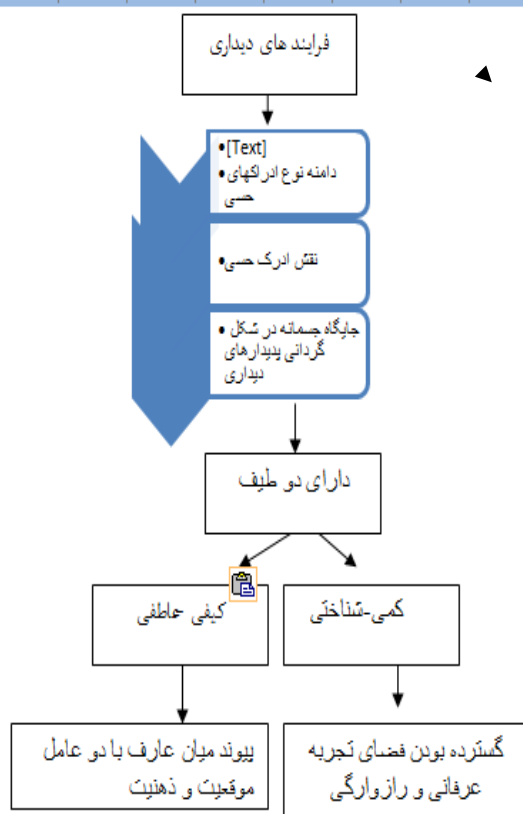 فرایند های دیداری
•[Text]
•دامنه نوع ادراکهای
حسی
•نقش ادرک حسی
•جایگاه جسمانه در شکل
گردانی پدیدارهای
دیداری
دارای دو طیف
کمی-شناختی
کیفی عاطفی
گسترده بودن فضای تجربه
عرفانی و رازوارگی
پیوند میان عارف با دو عامل
موقعیت و ذهنیت